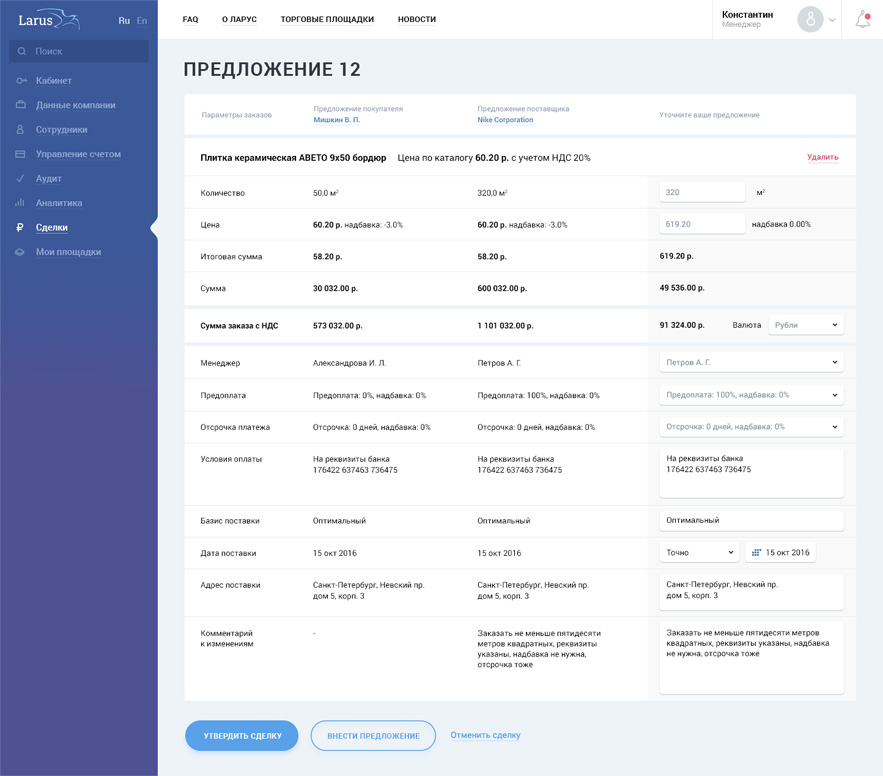 Larus
Ru En
FAQ О ЛАРУС ТОРГОВЫЕ ПЛОЩАДКИ НОВОСТИ
Константин
Менеджер
Поиск
Кабинет
Данные компании
Сотрудники
Управление счетом
Аудит
Аналитика
Сделки
Мои площадки
ПРЕДЛОЖЕНИЕ 12
Параметры заказов
Предложение покупателя
Мишкин В. П.
Предложение поставщика
Nike Corporation
Уточните ваше предложение
Плитка керамическая АВЕТО 9х50 бордюр Цена по каталогу 60.20 р. с учетом НДС 20% Удалить
Количество 50,0 м² 320,0 м² 320 м²
Цена 60.20 р. надбавка: -3.0% 60.20 р. надбавка: -3.0% 619.20 надбавка 0.00%
Итоговая сумма 58.20 р. 58.20 р. 619.20 р.
Сумма 30 032.00 р. 600 032.00 р. 49 536.00 р.
Сумма заказа с НДС 573 032.00 р. 1 101 032.00 р. 91 324.00 р. Валюта Рубли
Менеджер Александрова И. Л. Петров А. Г. Петров А. Г.
Предоплата Предоплата: 0%, надбавка: 0% Предоплата: 100%, надбавка: 0% Предоплата: 100%, надбавка: 0%
Отсрочка платежа Отсрочка: 0 дней, надбавка: 0% Отсрочка: 0 дней, надбавка: 0% Отсрочка: 0 дней, надбавка: 0%
Условия оплаты На реквизиты банка На реквизиты банка На реквизиты банка
176422 637463 736475 176422 637463 736475 176422 637463 736475
Базис поставки Оптимальный Оптимальный Оптимальный
Дата поставки 15 окт 2016 15 окт 2016 Точно 15 окт 2016
Адрес поставки Санкт-Петербург, Невский пр. Санкт-Петербург, Невский пр. Санкт-Петербург, Невский пр.
дом 5, корп. 3 дом 5, корп. 3 дом 5, корп. 3
Комментарий
к изменениям
-
Заказать не меньше пятидесяти
метров квадратных, реквизиты
указаны, надбавка не нужна,
отсрочка тоже
Заказать не меньше пятидесяти метров
квадратных, реквизиты указаны, надбавка
не нужна, отсрочка тоже
УТВЕРДИТЬ СДЕЛКУ ВНЕСТИ ПРЕДЛОЖЕНИЕ Отменить сделку